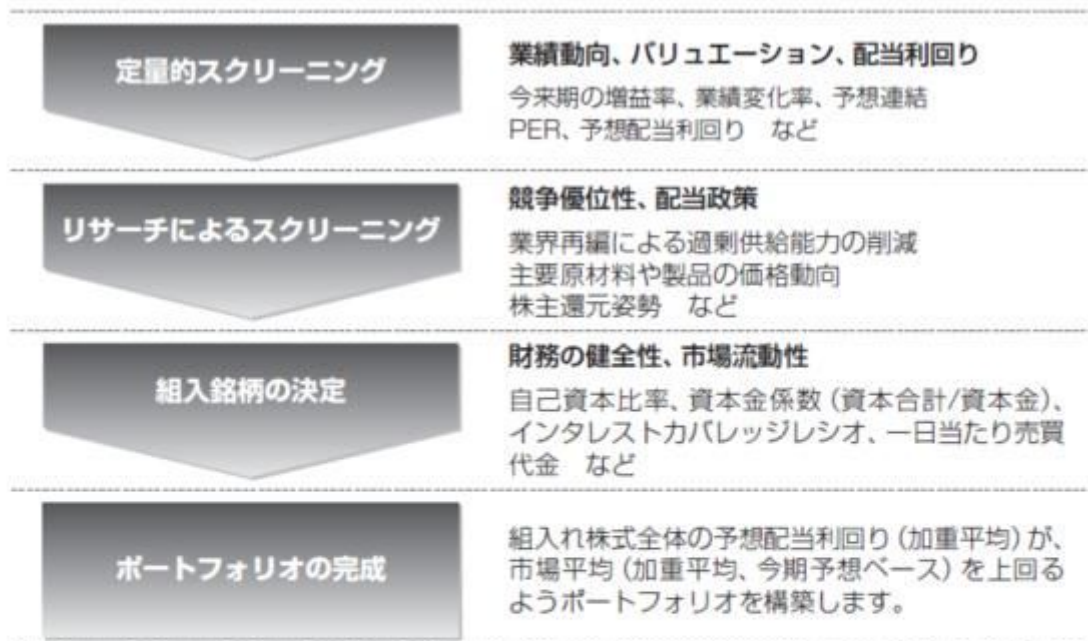 定量的スクリーニング
業績動向、バリュエーション、配当利回り
今来期の増益率、業績変化率、予想連結
PER、予想配当利回り　など
リサーチによるスクリーニング
競争優位性、配当政策
業界再編による過剰供給能力の削減
主要原材料や製品の価格動向
株主還元姿勢　など
組入銘柄の決定
財務の健全性、市場流動性
自己資本比率、資本金係数（資本合計/資本金）、
インタレストカバレッジレシオ、一日当たり売買
代金　など
ポートフォリオの完成
組入れ株式全体の予想配当利回り（加重平均）が、
市場平均（加重平均、今期予想ベース）を上回る
ようポートフォリオを構築します。